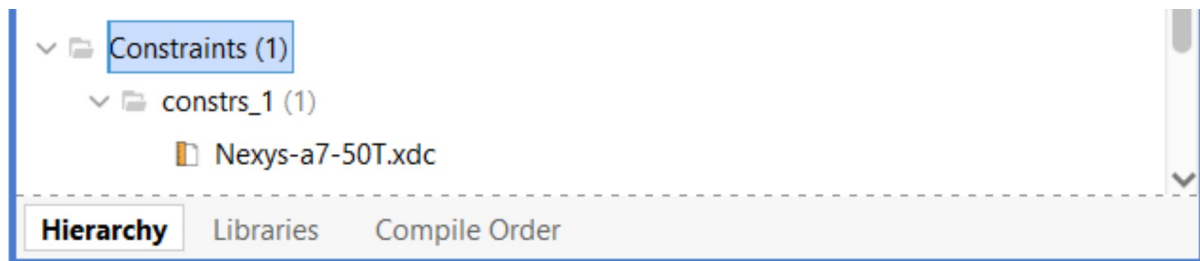 Constraints (1)
constrs_1 (1)
Nexys-a7-50T.xdc
Hierarchy Libraries Compile Order